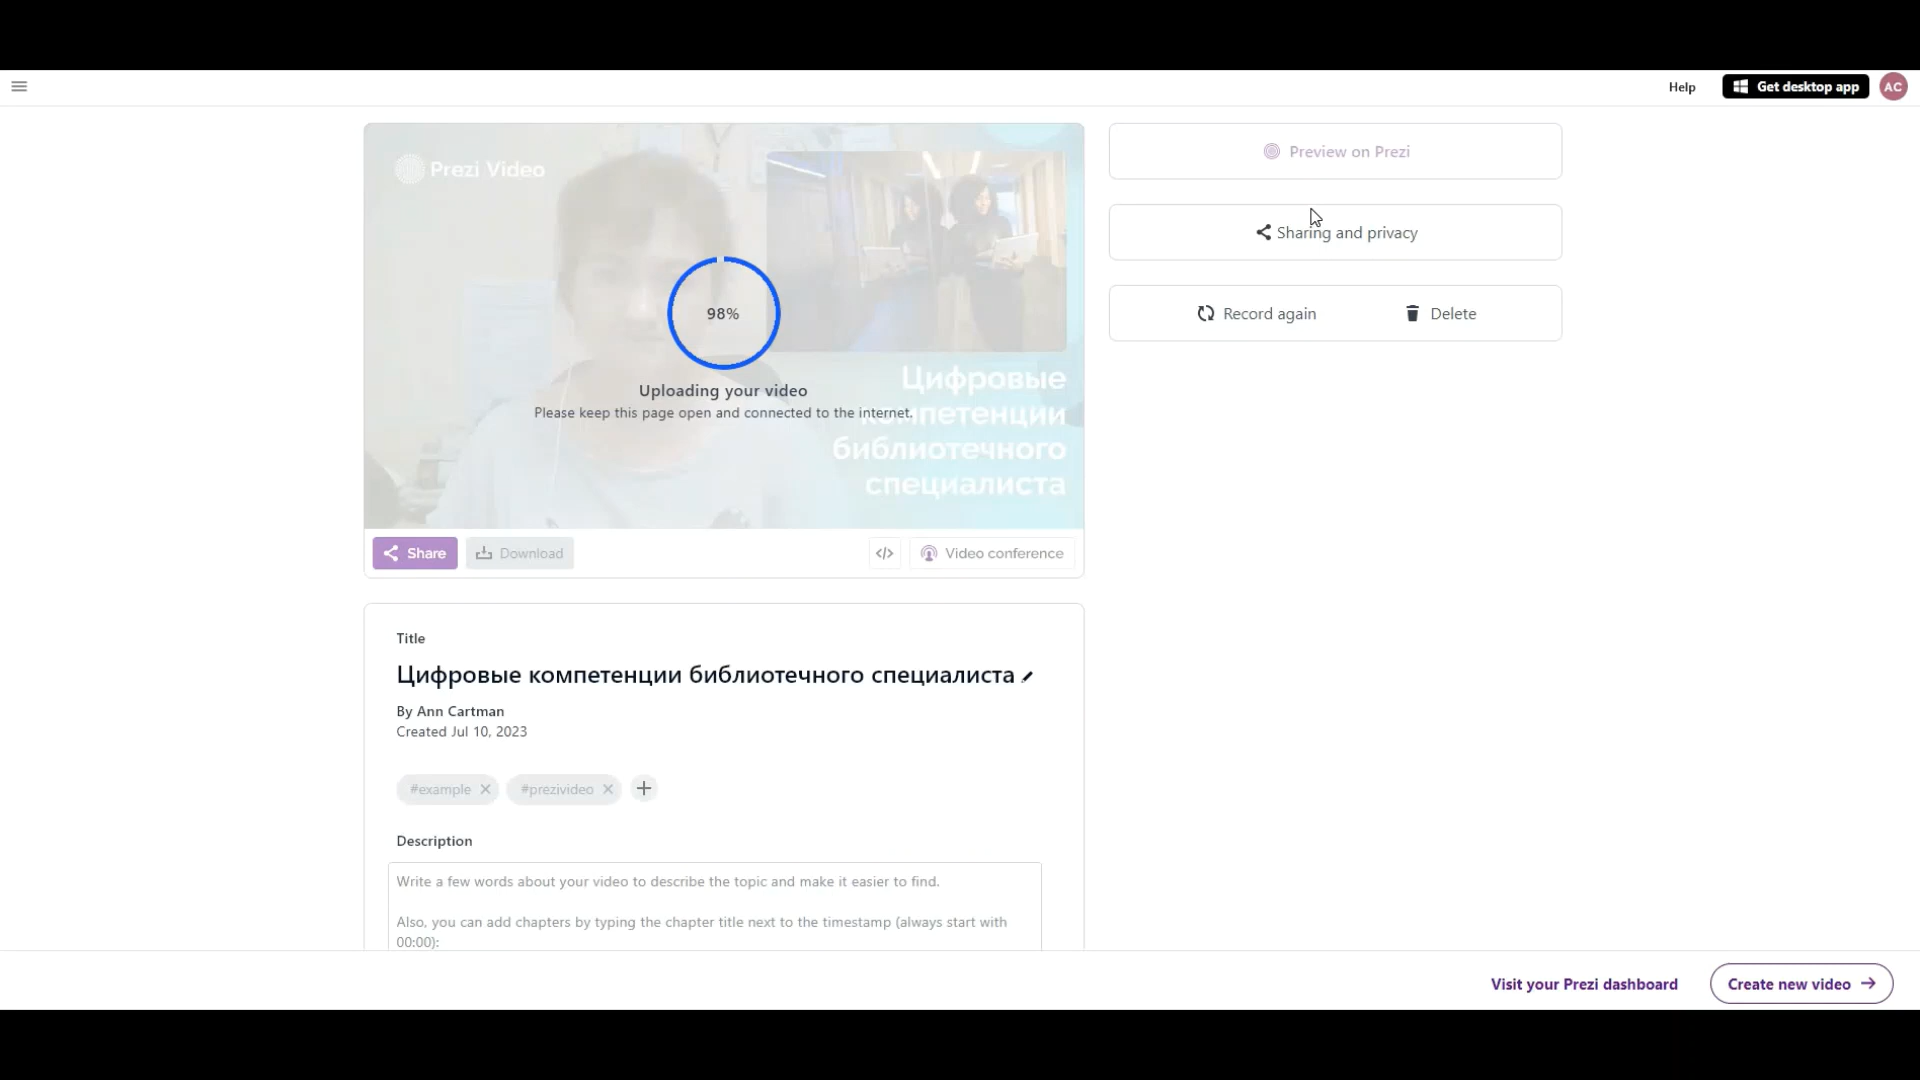 Help
Get desktop app
AC
Prezi Video
98%
Uploading your video
Please keep this page open and connected to the internet.
Цифровые
компетенции
библиотечного
специалиста
Share
Download
</>
Video conference
Preview on Prezi
Sharing and privacy
Record again
Delete
Title
Цифровые компетенции библиотечного специалиста
By Ann Cartman
Created Jul 10, 2023
#example
#prezivideo
Description
Write a few words about your video to describe the topic and make it easier to find.
Also, you can add chapters by typing the chapter title next to the timestamp (always start with
00:00):
Visit your Prezi dashboard
Create new video